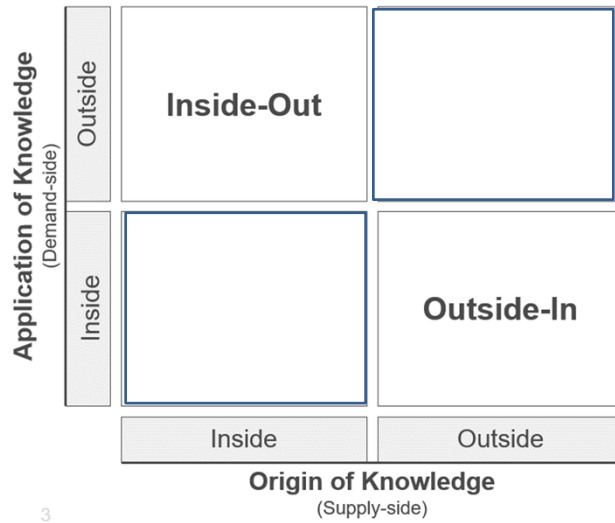 Application of Knowledge
(Demand-side)
Outside
Inside-Out
Inside
Outside-In
Inside
Outside
Origin of Knowledge
(Supply-side)
3